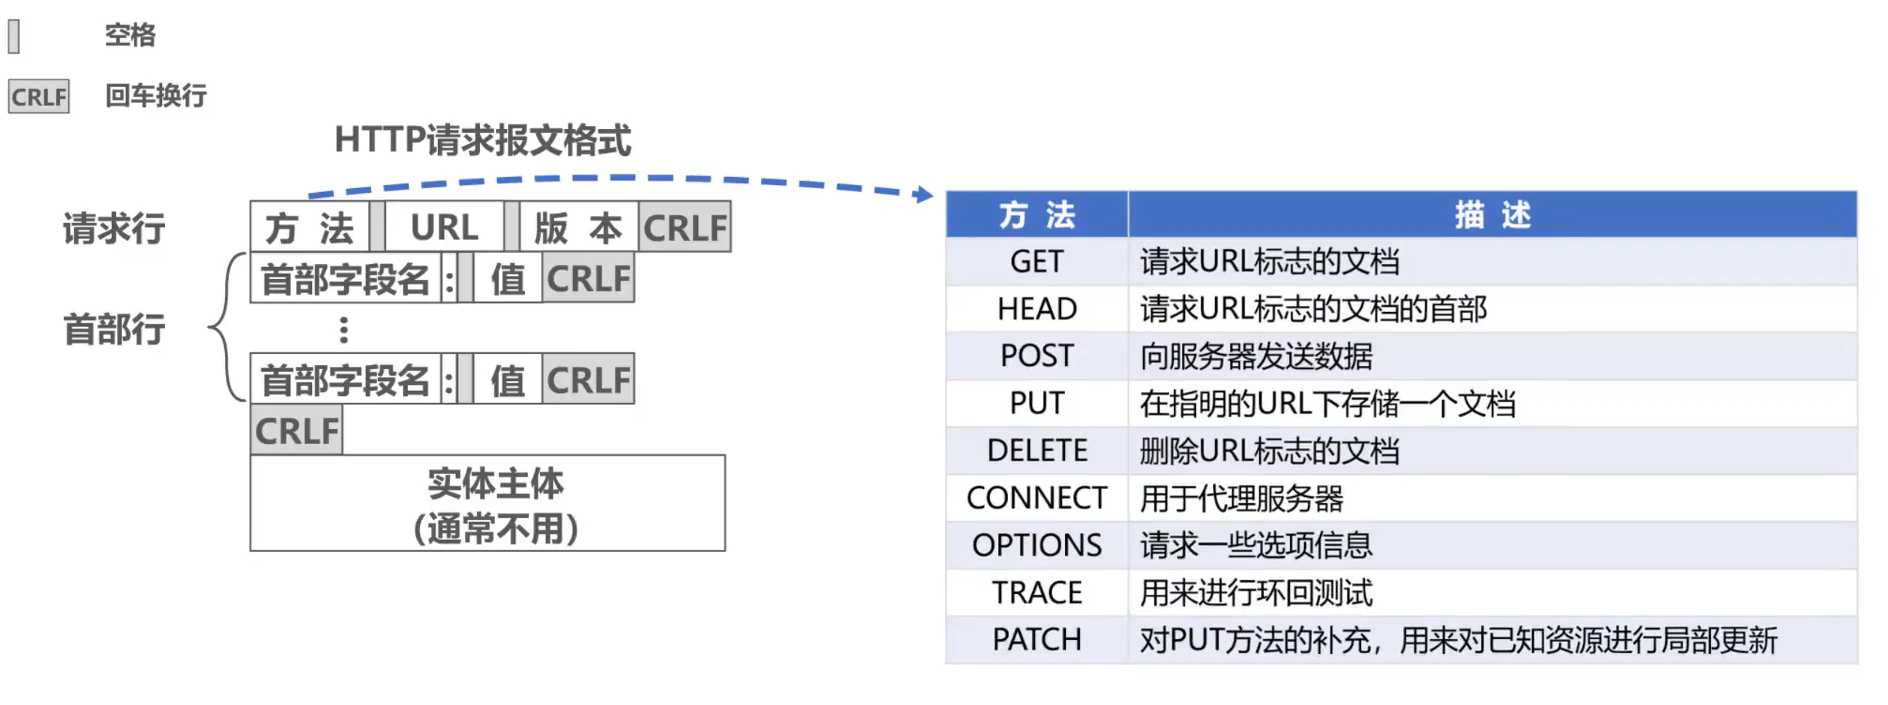 空格
CRLF 回车换行
HTTP请求报文格式
请求行 方 法 URL 版 本 CRLF
首部字段名 : 值 CRLF
首部行
⋮
首部字段名 : 值 CRLF
CRLF
实体主体
(通常不用)
方 法 描 述
GET 请求URL标志的文档
HEAD 请求URL标志的文档的首部
POST 向服务器发送数据
PUT 在指明的URL下存储一个文档
DELETE 删除URL标志的文档
CONNECT 用于代理服务器
OPTIONS 请求一些选项信息
TRACE 用来进行环回测试
PATCH 对PUT方法的补充，用来对已知资源进行局部更新